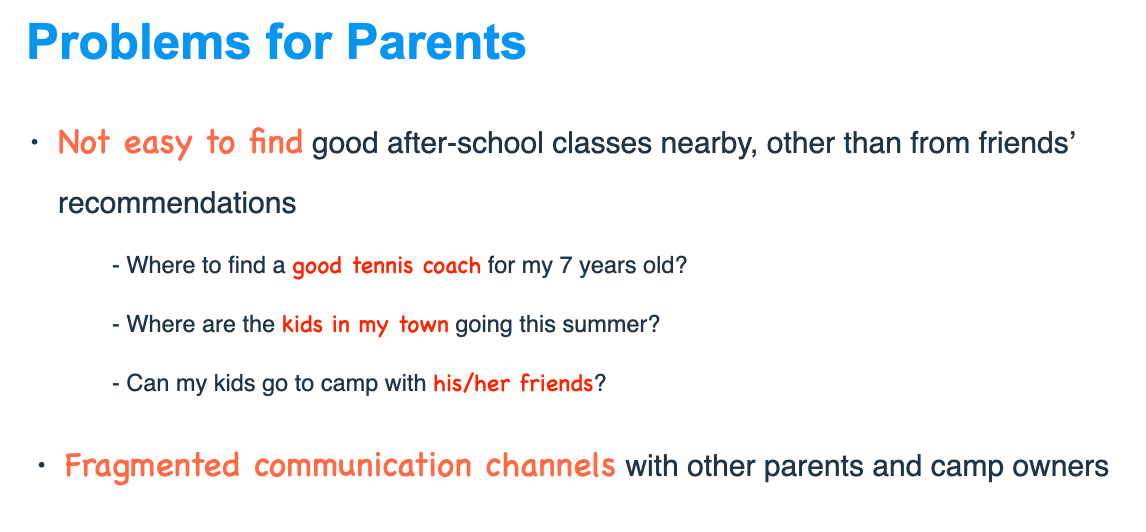 Problems for Parents
· Not easy to find good after-school classes nearby, other than from friends’
recommendations
- Where to find a good tennis coach for my 7 years old?
- Where are the kids in my town going this summer?
- Can my kids go to camp with his/her friends?
· Fragmented communication channels with other parents and camp owners